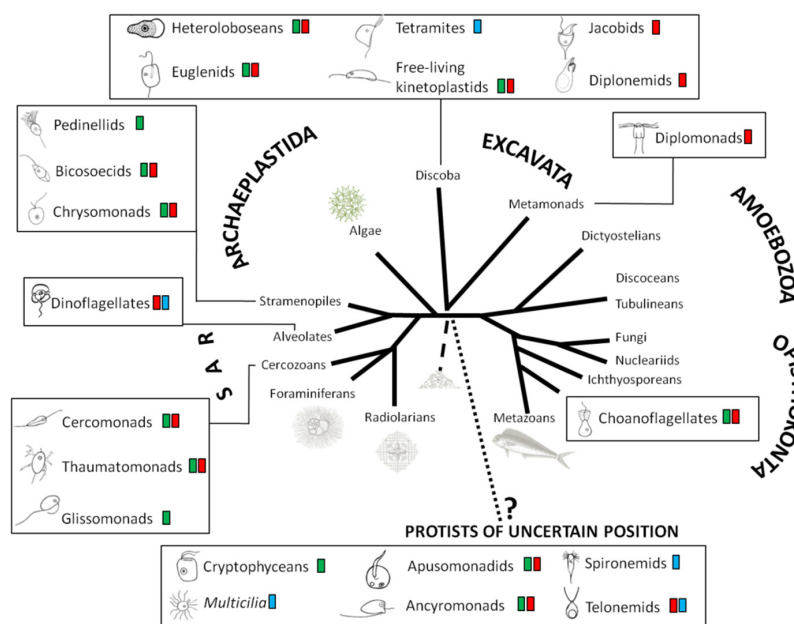 Heteroloboseans
Tetramites
Jacobids
Euglenids
Free-living
kinetoplastids
Diplonemids
Pedinellids
Bicosoecids
Chrysomonads
ARCHAEPLASTIDA
EXCAVATA
Diplomonads
Discoba
Metamonads
AMOEBOZOA
Algae
Dictyostelians
Discoceans
Tubulineans
Dinoflagellates
Stramenopiles
Alveolates
Cercozoans
Foraminiferans
Radiolarians
S A R
Fungi
Nucleariids
Ichthyosporeans
Metazoans
Choanoflagellates
OPISTHOKONTA
Cercomonads
Thaumatomonads
Glissomonads
?
PROTISTS OF UNCERTAIN POSITION
Cryptophyceans
Apusomonadids
Spironemids
Multicilia
Ancyromonads
Telonemids